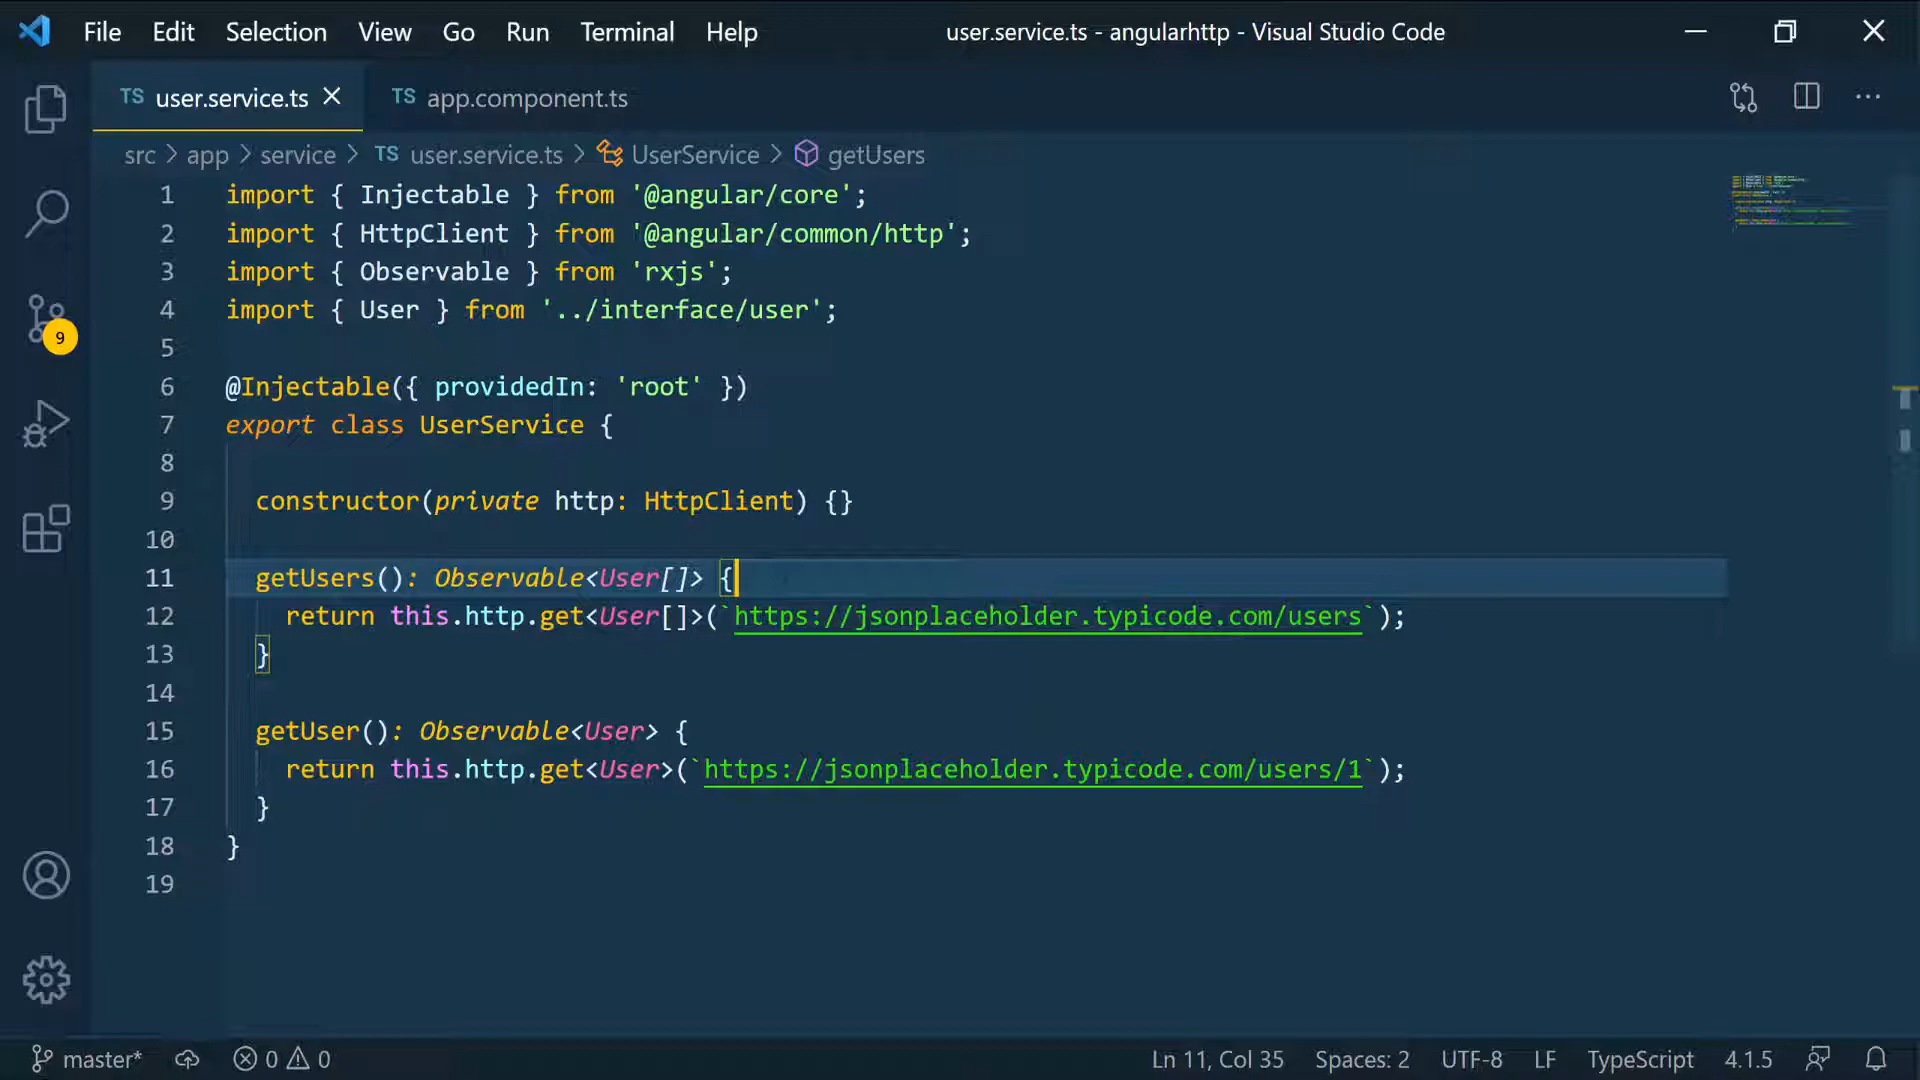 File Edit Selection View Go Run Terminal Help user.service.ts - angularhttp - Visual Studio Code
TS user.service.ts TS app.component.ts
src > app > service > TS user.service.ts > UserService > getUsers
1 import { Injectable } from '@angular/core';
2 import { HttpClient } from '@angular/common/http';
3 import { Observable } from 'rxjs';
4 import { User } from '../interface/user';
5
6 @Injectable({ providedIn: 'root' })
7 export class UserService {
8
9 constructor(private http: HttpClient) {}
10
11 getUsers(): Observable<User[]> {
12 return this.http.get<User[]>(`https://jsonplaceholder.typicode.com/users`);
13 }
14
15 getUser(): Observable<User> {
16 return this.http.get<User>(`https://jsonplaceholder.typicode.com/users/1`);
17 }
18 }
19
9
master* 0 0 Ln 11, Col 35 Spaces: 2 UTF-8 LF TypeScript 4.1.5